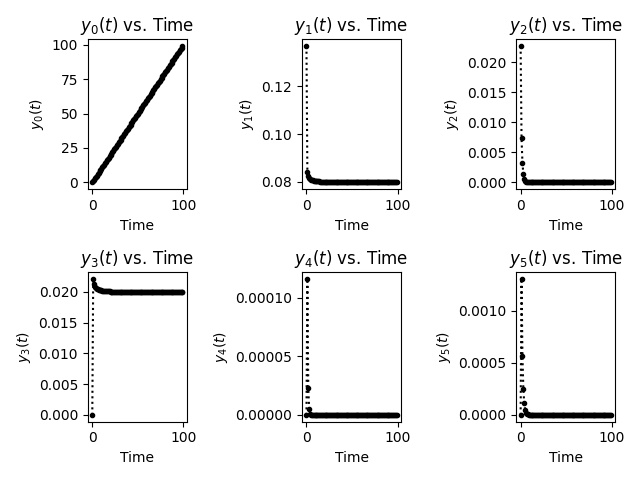 y₀(t) vs. Time
100
75
50
25
0
y₀(t)
0 100
Time
y₁(t) vs. Time
0.12
0.10
0.08
y₁(t)
0 100
Time
y₂(t) vs. Time
0.020
0.015
0.010
0.005
0.000
y₂(t)
0 100
Time
y₃(t) vs. Time
0.020
0.015
0.010
0.005
0.000
y₃(t)
0 100
Time
y₄(t) vs. Time
0.00010
0.00005
0.00000
y₄(t)
0 100
Time
y₅(t) vs. Time
0.0010
0.0005
0.0000
y₅(t)
0 100
Time